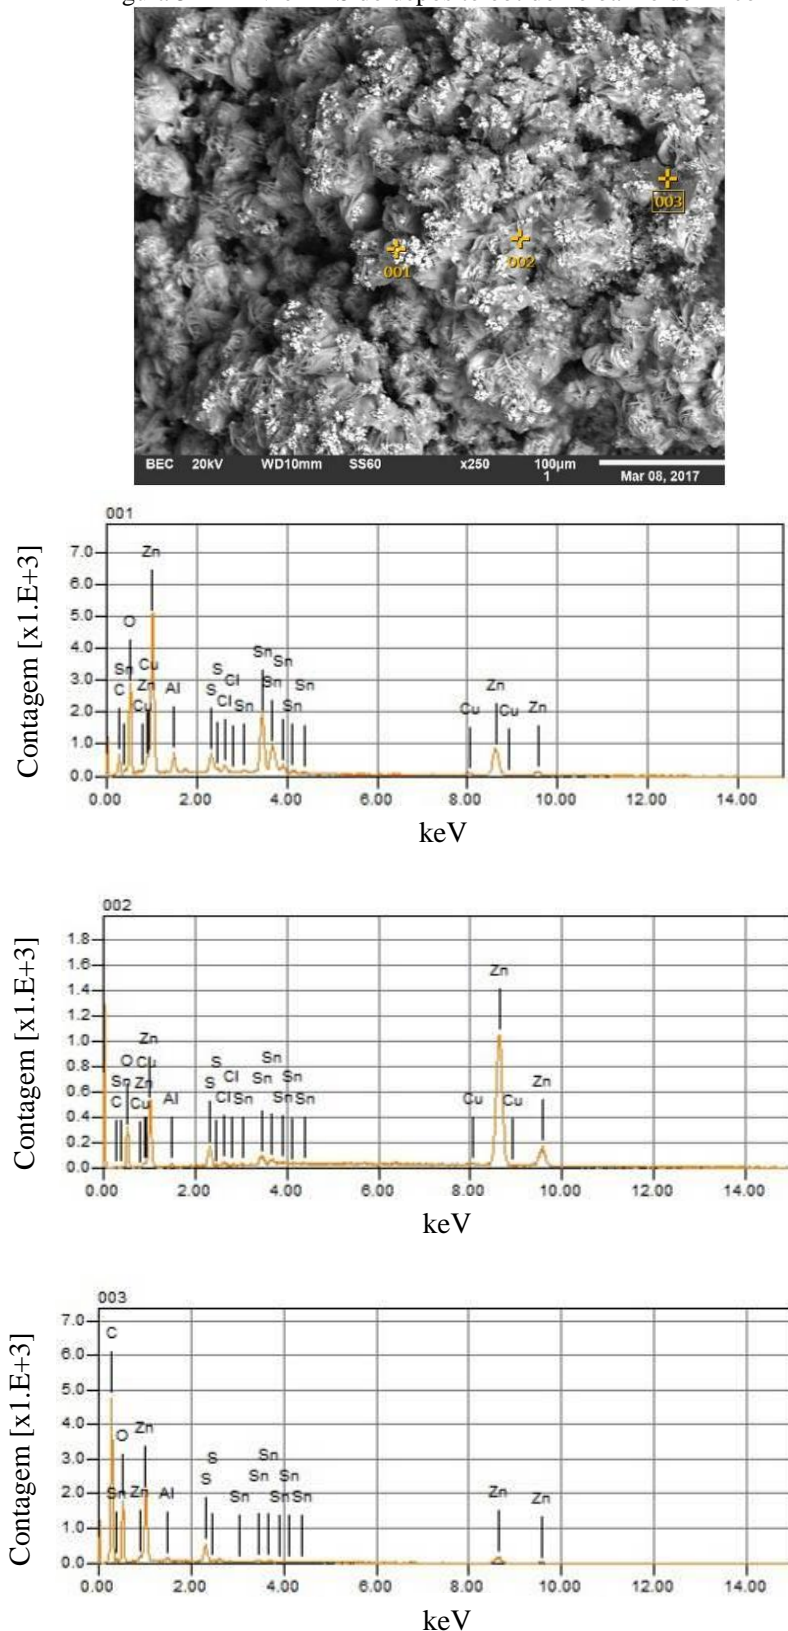 001
002
003
BEC 20kV WD10mm SS60 x250 100µm
1 Mar 08, 2017
001
Contagem [x1.E+3]
7.0
6.0
5.0
4.0
3.0
2.0
1.0
0.0
Zn
O
Sn Cu
C Zn Al
Cu
S Cl
S Cl Sn
Sn Sn
Sn Sn
Sn
Zn
Cu Cu Zn
0.00 2.00 4.00 6.00 8.00 10.00 12.00 14.00
keV
002
Contagem [x1.E+3]
1.8
1.6
1.4
1.2
1.0
0.8
0.6
0.4
0.2
0.0
Zn
Zn
O Cu
Sn Zn
C Cu Al
S Cl Sn Sn
S Cl Sn Sn Sn Sn
Cu Cu Zn
0.00 2.00 4.00 6.00 8.00 10.00 12.00 14.00
keV
003
Contagem [x1.E+3]
7.0
6.0
5.0
4.0
3.0
2.0
1.0
0.0
C
O Zn
Sn Zn Al
S
S
Sn
Sn Sn
Sn Sn Sn
Zn Zn
0.00 2.00 4.00 6.00 8.00 10.00 12.00 14.00
keV